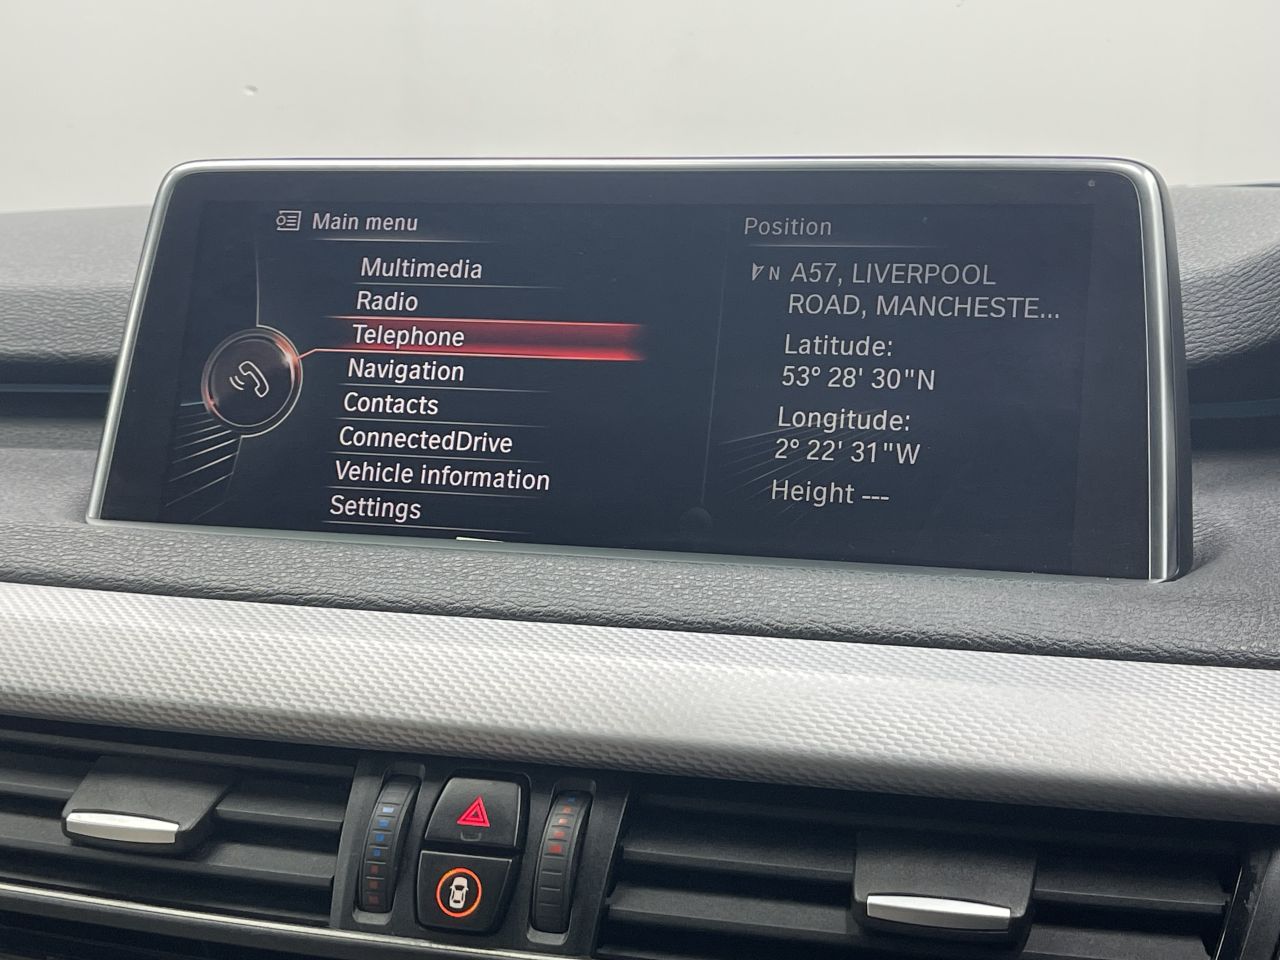 Main menu
Multimedia
Radio
Telephone
Navigation
Contacts
ConnectedDrive
Vehicle information
Settings
Position
N A57, LIVERPOOL
ROAD, MANCHESTE...
Latitude:
53° 28' 30"N
Longitude:
2° 22' 31"W
Height ---